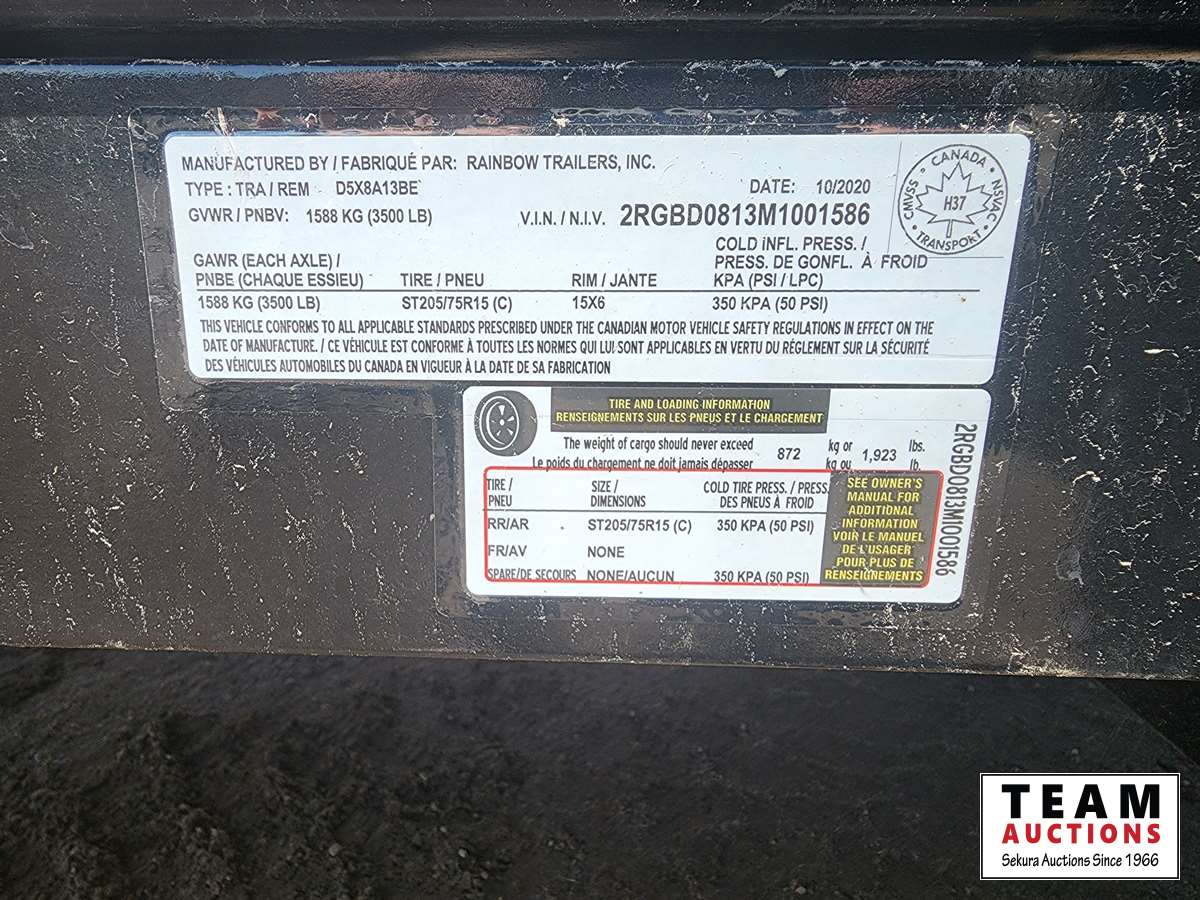 MANUFACTURED BY / FABRIQUÉ PAR: RAINBOW TRAILERS, INC.
TYPE : TRA / REM D5X8A13BE DATE: 10/2020
GVWR / PNBV: 1588 KG (3500 LB) V.I.N. / N.I.V. 2RGBD0813M1001586
CANADA
CMVSS
NSVAC
H37
TRANSPORT
GAWR (EACH AXLE) /
PNBE (CHAQUE ESSIEU) TIRE / PNEU RIM / JANTE
COLD INFL. PRESS. /
PRESS. DE GONFL. À FROID
KPA (PSI / LPC)
1588 KG (3500 LB) ST205/75R15 (C) 15X6 350 KPA (50 PSI)
THIS VEHICLE CONFORMS TO ALL APPLICABLE STANDARDS PRESCRIBED UNDER THE CANADIAN MOTOR VEHICLE SAFETY REGULATIONS IN EFFECT ON THE
DATE OF MANUFACTURE. / CE VÉHICULE EST CONFORME À TOUTES LES NORMES QUI LUI SONT APPLICABLES EN VERTU DU RÉGLEMENT SUR LA SÉCURITÉ
DES VÉHICULES AUTOMOBILES DU CANADA EN VIGUEUR À LA DATE DE SA FABRICATION
TIRE AND LOADING INFORMATION
RENSEIGNEMENTS SUR LES PNEUS ET LE CHARGEMENT
The weight of cargo should never exceed 872 kg or 1,923 lbs.
Le poids du chargement ne doit jamais dépasser kg ou lb.
TIRE / SIZE / COLD TIRE PRESS. / PRESS.
PNEU DIMENSIONS DES PNEUS À FROID
RR/AR ST205/75R15 (C) 350 KPA (50 PSI)
FR/AV NONE
SPARE/DE SECOURS NONE/AUCUN 350 KPA (50 PSI)
SEE OWNER'S
MANUAL FOR
ADDITIONAL
INFORMATION
VOIR LE MANUEL
DE L'USAGER
POUR PLUS DE
RENSEIGNEMENTS
2RGBD0813M1001586
TEAM
AUCTIONS
Sekura Auctions Since 1966